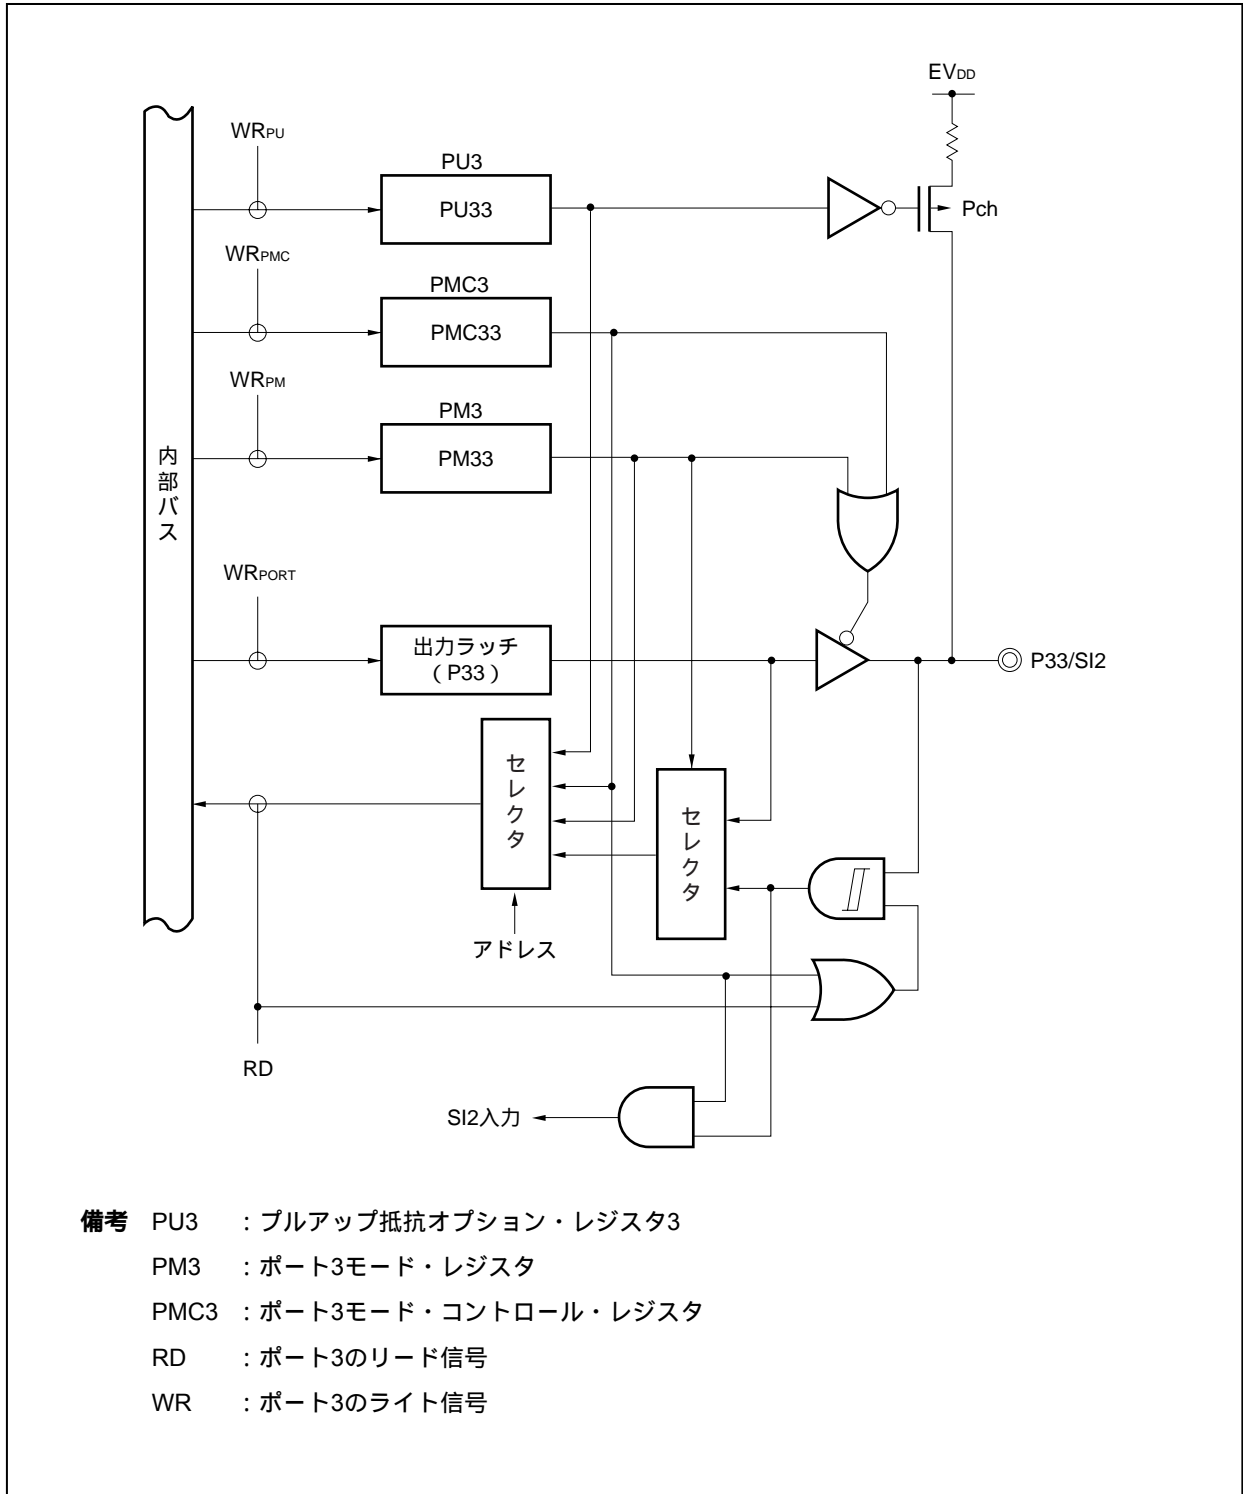 EVDD
WRPU
PU3
PU33
Pch
WRPMC
PMC3
PMC33
WRPM
PM3
PM33
内部バス
WRPORT
出力ラッチ
(P33)
P33/SI2
セレクタ
セレクタ
アドレス
RD
SI2入力
備考 PU3 :プルアップ抵抗オプション・レジスタ3
PM3 :ポート3モード・レジスタ
PMC3 :ポート3モード・コントロール・レジスタ
RD :ポート3のリード信号
WR :ポート3のライト信号